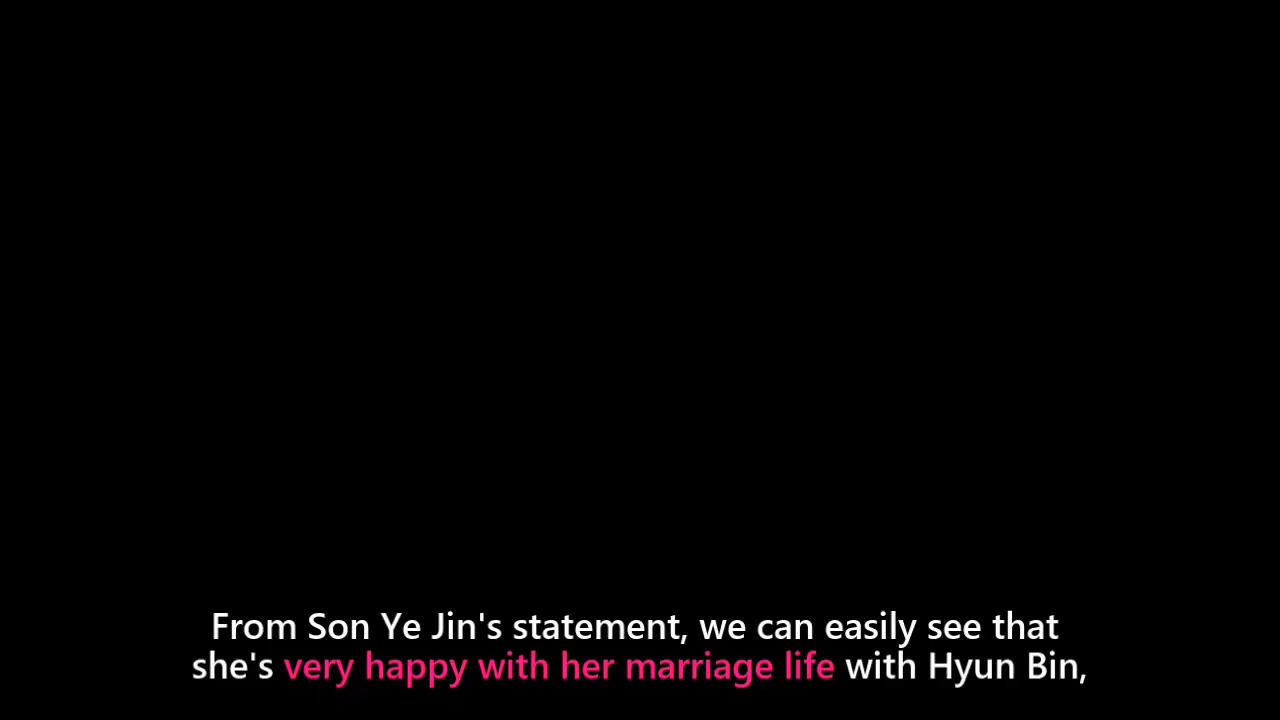 From Son Ye Jin's statement, we can easily see that
she's very happy with her marriage life with Hyun Bin,